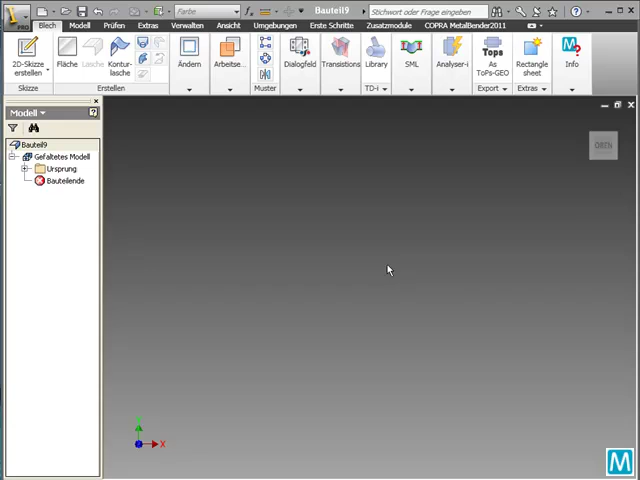 PRO
Farbe
Bauteil9
Stichwort oder Frage eingeben
Blech Modell Prüfen Extras Verwalten Ansicht Umgebungen Zusatzmodule COPRA MetalBender2011
2D-Skizze erstellen
Fläche
Lasche
Kontur-lasche
Ändern
Arbeitse...
Dialogfeld
Transitions
Library
SML
Analyser-i
Tops
As ToPs-GEO
Rectangle sheet
M
Info
Skizze
Erstellen
Muster
TD-i
Export
Extras
Modell
Bauteil9
Gefaltetes Modell
Ursprung
Bauteilende
OBEN
Y
X
M